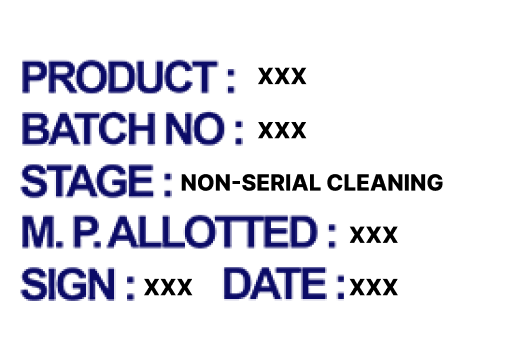 PRODUCT : XXX
BATCH NO : XXX
STAGE : NON-SERIAL CLEANING
M. P. ALLOTTED : XXX
SIGN : XXX DATE : XXX